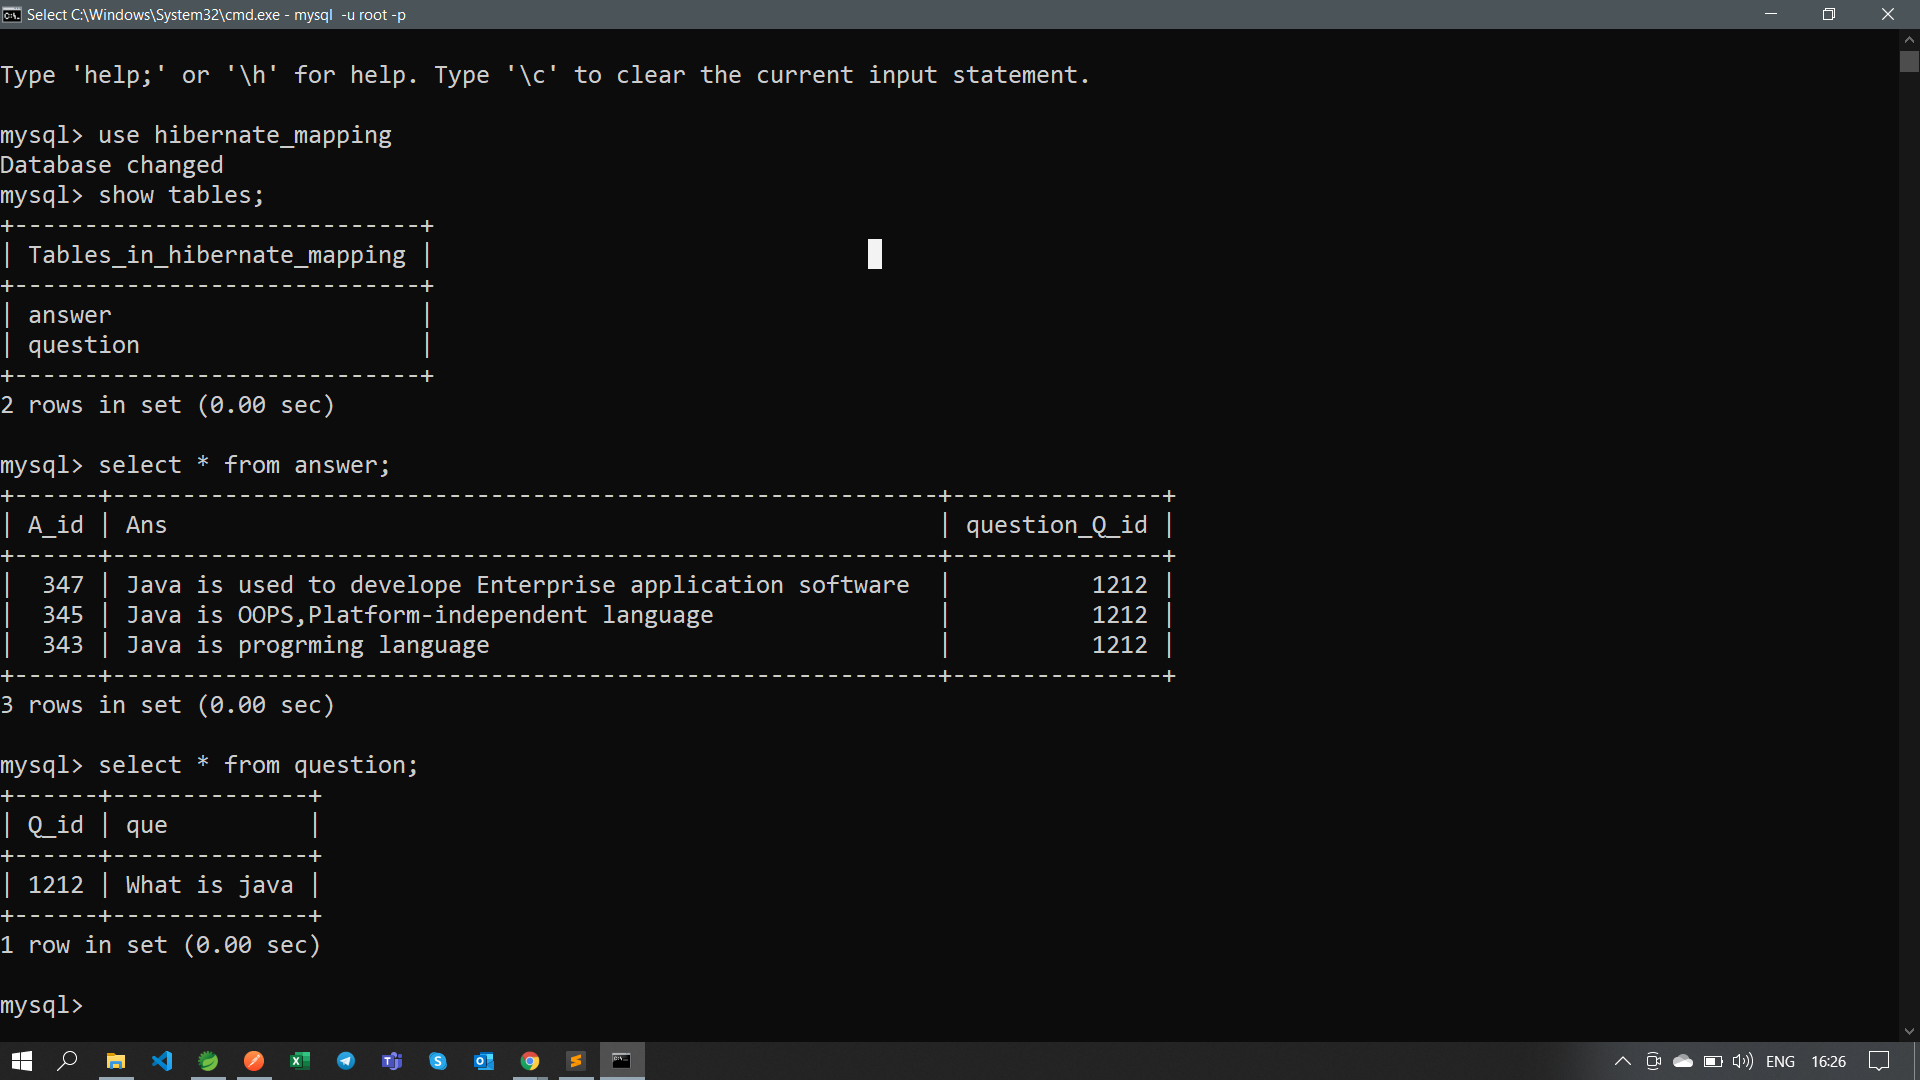 Select C:\Windows\System32\cmd.exe - mysql  -u root -p
Type 'help;' or '\h' for help. Type '\c' to clear the current input statement.
mysql> use hibernate_mapping
Database changed
mysql> show tables;
+-----------------------------+
| Tables_in_hibernate_mapping |
+-----------------------------+
| answer                      |
| question                    |
+-----------------------------+
2 rows in set (0.00 sec)
mysql> select * from answer;
+------+-----------------------------------------------------------+---------------+
| A_id | Ans                                                       | question_Q_id |
+------+-----------------------------------------------------------+---------------+
|  347 | Java is used to develope Enterprise application software  |          1212 |
|  345 | Java is OOPS,Platform-independent language                |          1212 |
|  343 | Java is progrming language                                |          1212 |
+------+-----------------------------------------------------------+---------------+
3 rows in set (0.00 sec)
mysql> select * from question;
+------+--------------+
| Q_id | que          |
+------+--------------+
| 1212 | What is java |
+------+--------------+
1 row in set (0.00 sec)
mysql>
ENG
16:26